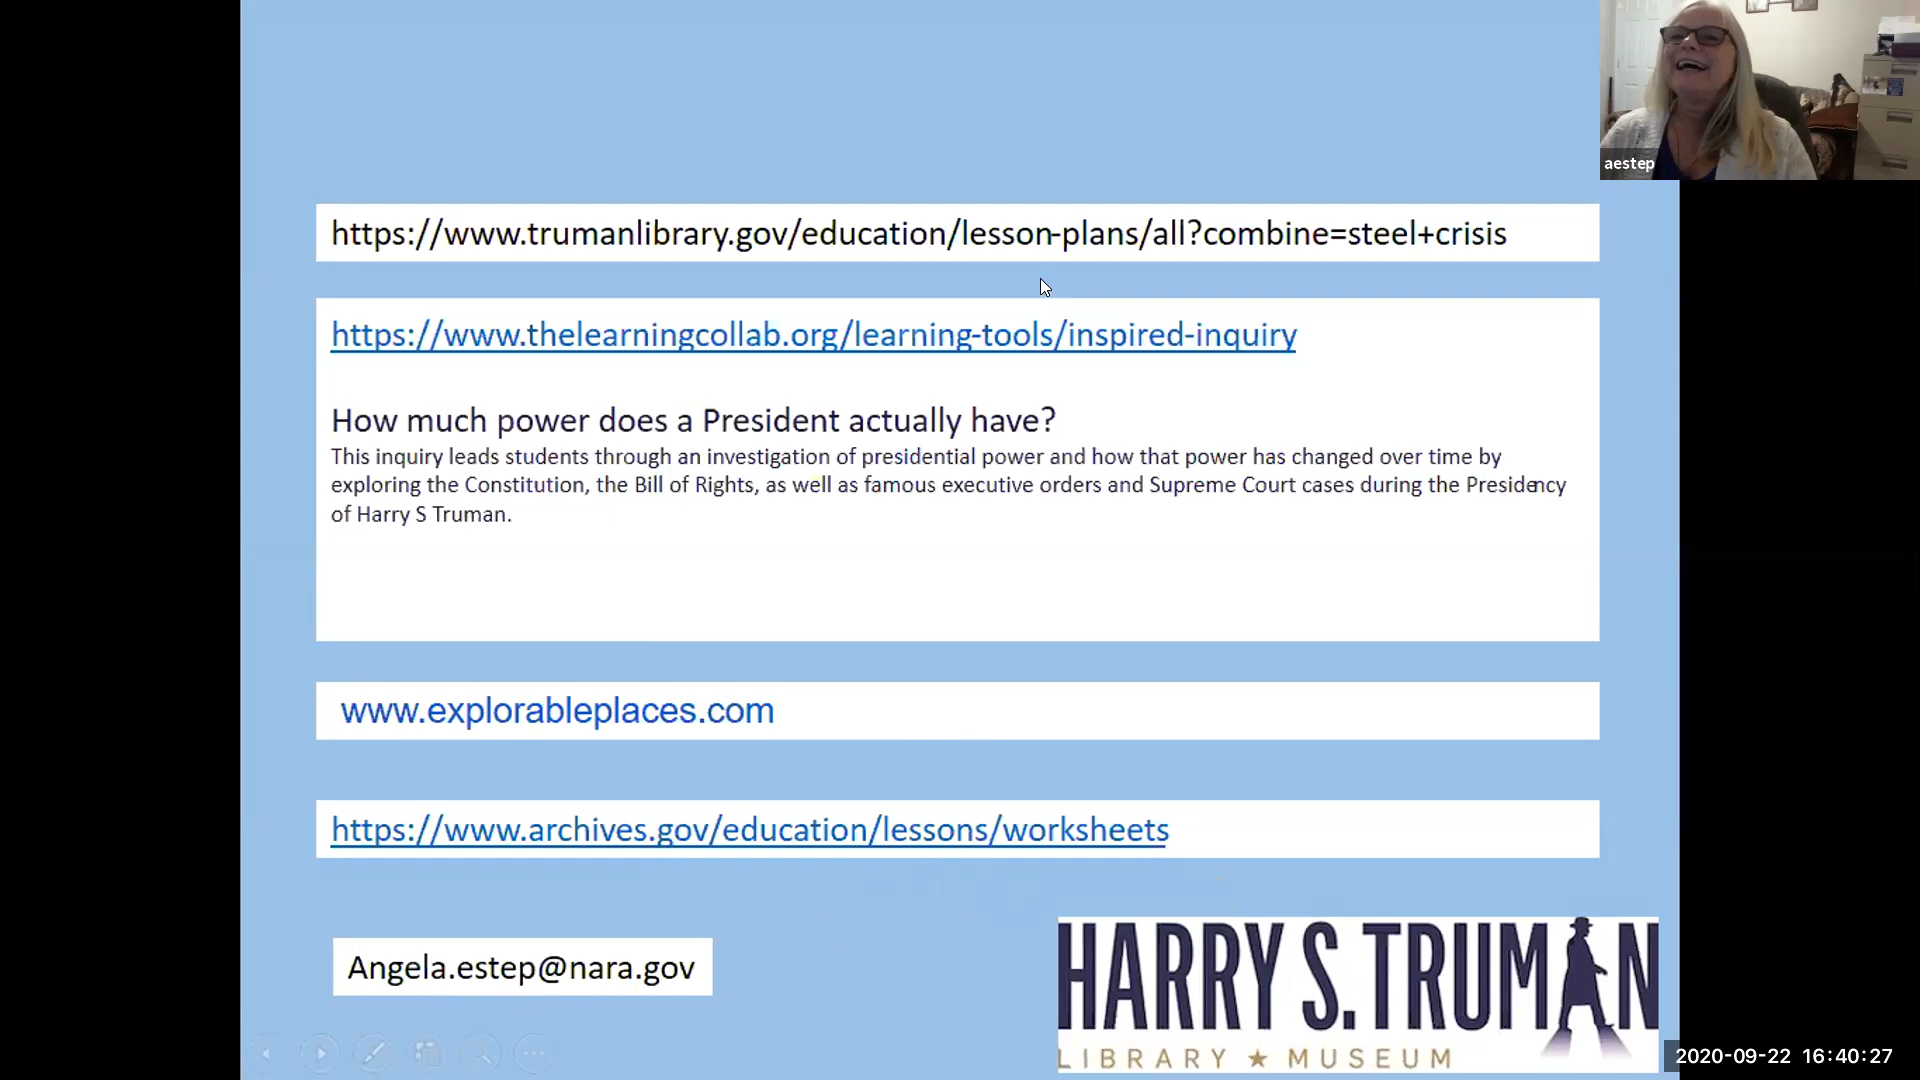 aestep
https://www.trumanlibrary.gov/education/lesson-plans/all?combine=steel+crisis
https://www.thelearningcollab.org/learning-tools/inspired-inquiry
How much power does a President actually have?
This inquiry leads students through an investigation of presidential power and how that power has changed over time by
exploring the Constitution, the Bill of Rights, as well as famous executive orders and Supreme Court cases during the Presidency
of Harry S Truman.
www.explorableplaces.com
https://www.archives.gov/education/lessons/worksheets
Angela.estep@nara.gov
HARRY S. TRUMAN
LIBRARY ★ MUSEUM
2020-09-22 16:40:27